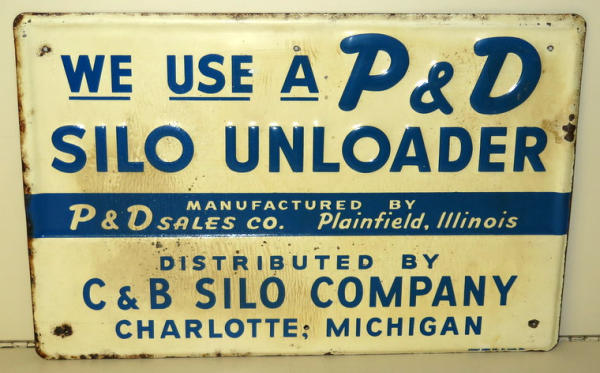 WE USE A P&D
SILO UNLOADER
MANUFACTURED BY
P&D SALES CO. Plainfield, Illinois
DISTRIBUTED BY
C & B SILO COMPANY
CHARLOTTE, MICHIGAN